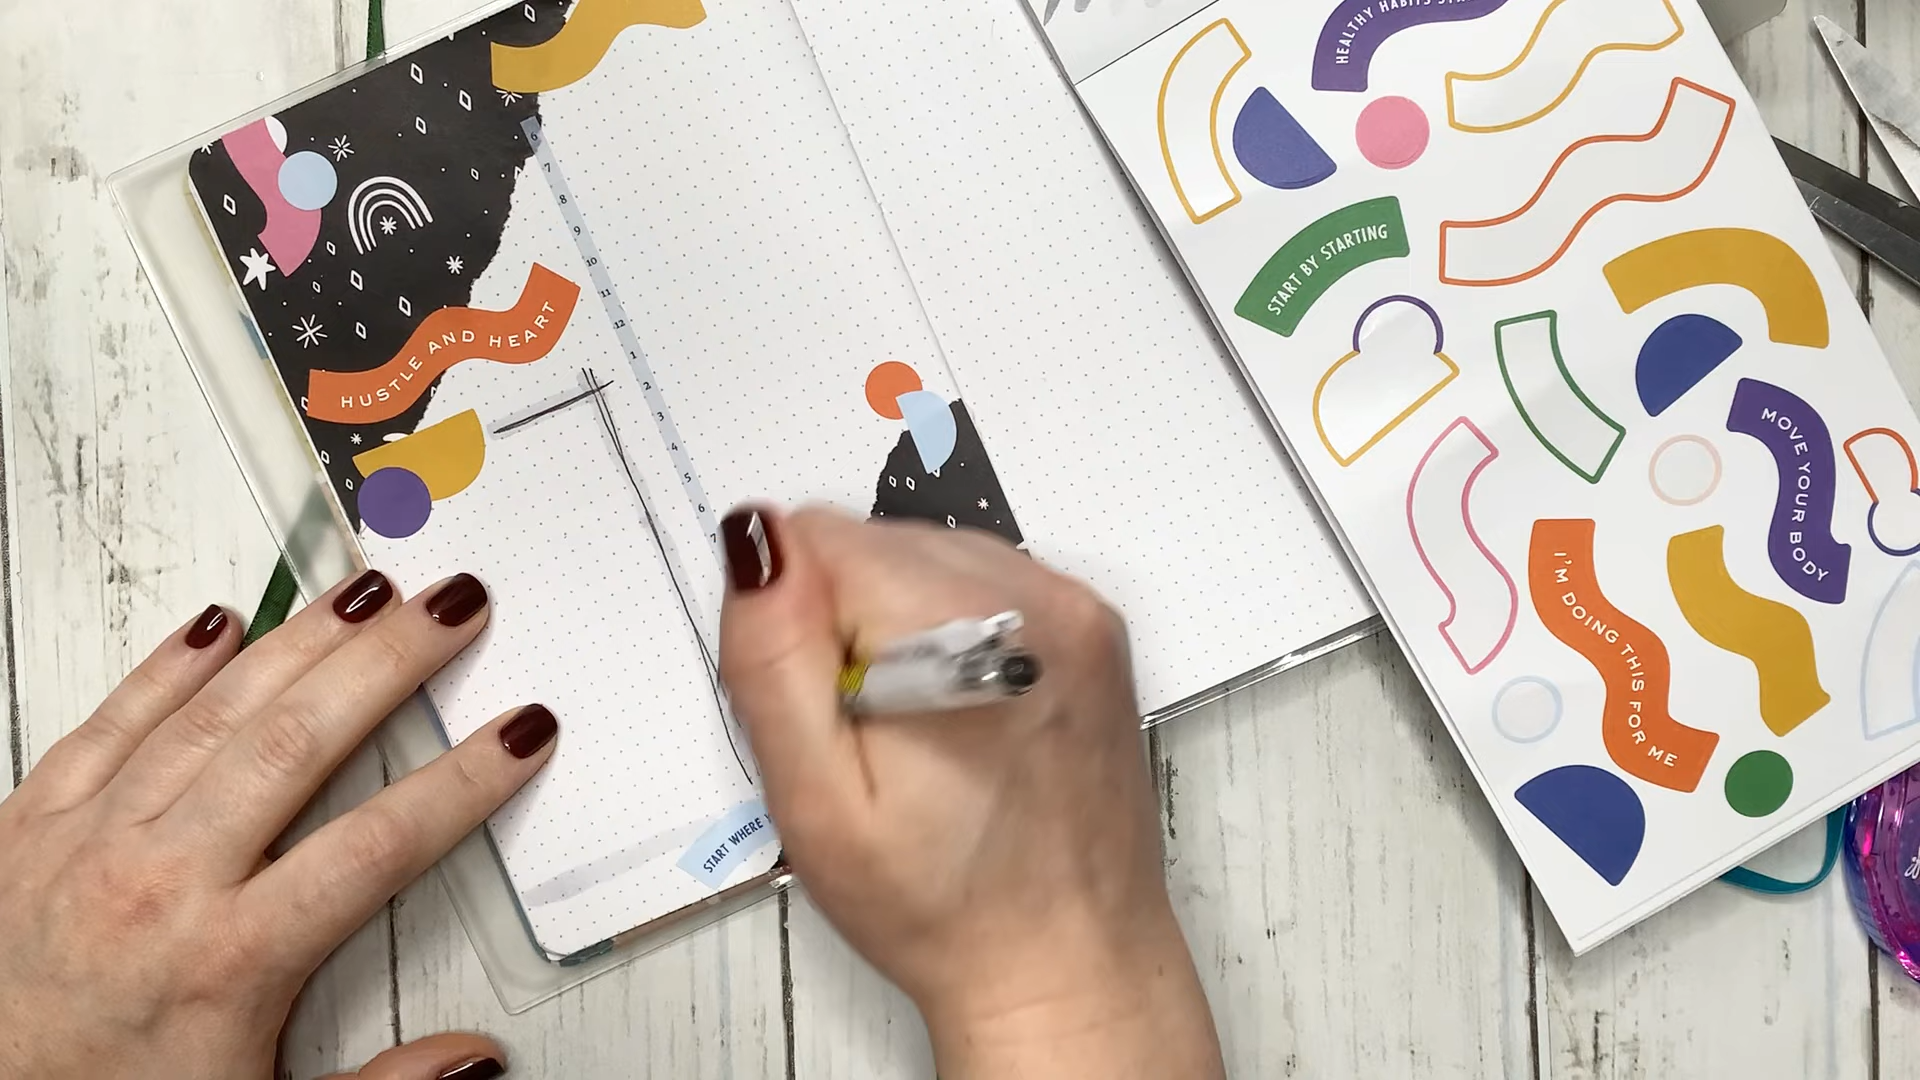 HUSTLE AND HEART
6
7
8
9
10
11
12
1
2
3
4
5
6
7
START WHERE
HEALTHY HABITS
START BY STARTING
MOVE YOUR BODY
I'M DOING THIS FOR ME